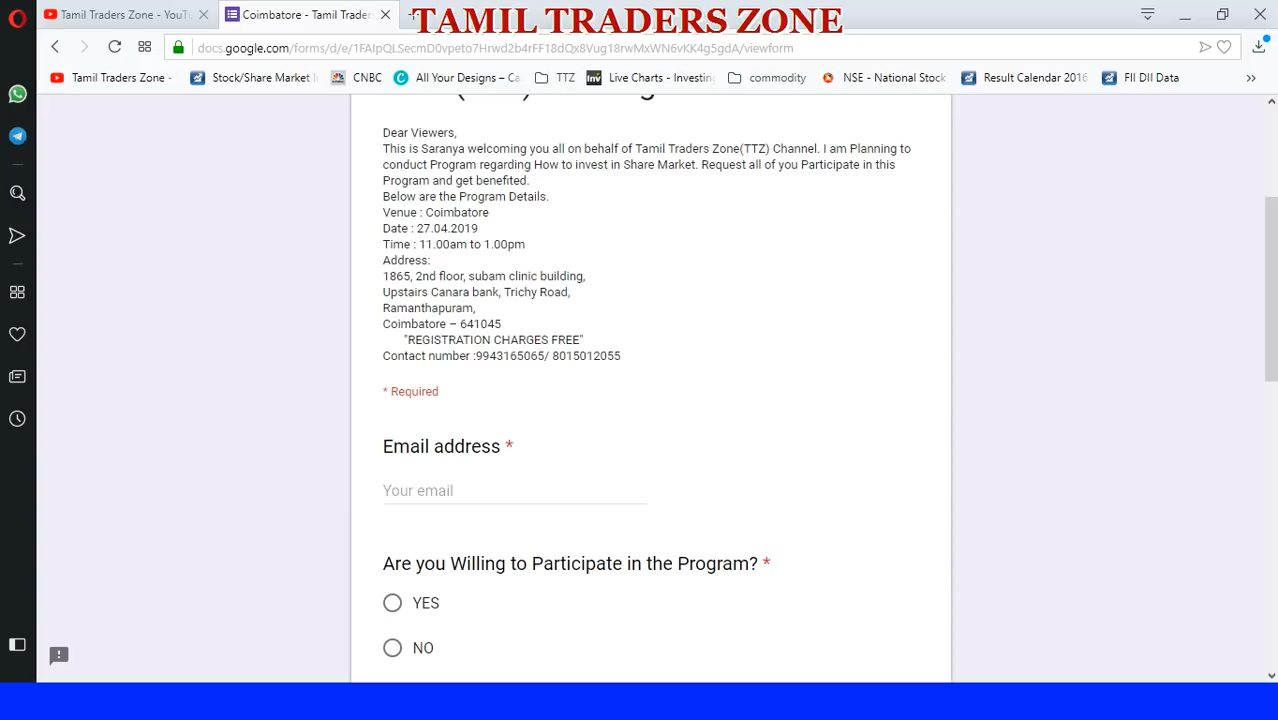 Tamil Traders Zone - YouT
Coimbatore - Tamil Trader
TAMIL TRADERS ZONE
docs.google.com/forms/d/e/1FAIpQLSecmD0vpeto7Hrwd2b4rFF18dQx8Vug18rwMxWN6vKK4g5gdA/viewform
Tamil Traders Zone - 
Stock/Share Market I
CNBC
All Your Designs – Ca
TTZ
Live Charts - Investin
commodity
NSE - National Stock
Result Calendar 2016
FII DII Data
Dear Viewers,
This is Saranya welcoming you all on behalf of Tamil Traders Zone(TTZ) Channel. I am Planning to
conduct Program regarding How to invest in Share Market. Request all of you Participate in this
Program and get benefited.
Below are the Program Details.
Venue : Coimbatore
Date : 27.04.2019
Time : 11.00am to 1.00pm
Address:
1865, 2nd floor, subam clinic building,
Upstairs Canara bank, Trichy Road,
Ramanthapuram,
Coimbatore – 641045
"REGISTRATION CHARGES FREE"
Contact number :9943165065/ 8015012055
* Required
Email address *
Your email
Are you Willing to Participate in the Program? *
YES
NO